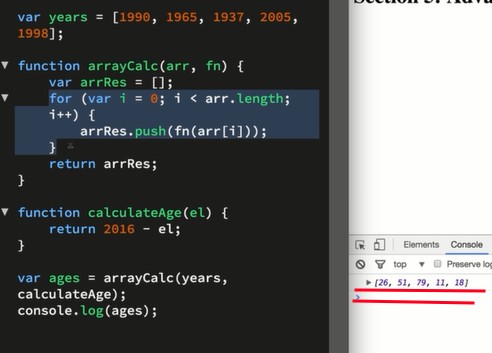 Section 5: Adva
var years = [1990, 1965, 1937, 2005,
1998];
function arrayCalc(arr, fn) {
var arrRes = [];
for (var i = 0; i < arr.length;
i++) {
arrRes.push(fn(arr[i]));
}
return arrRes;
}
function calculateAge(el) {
return 2016 - el;
}
var ages = arrayCalc(years,
calculateAge);
console.log(ages);
Elements Console
top Preserve log
[26, 51, 79, 11, 18]